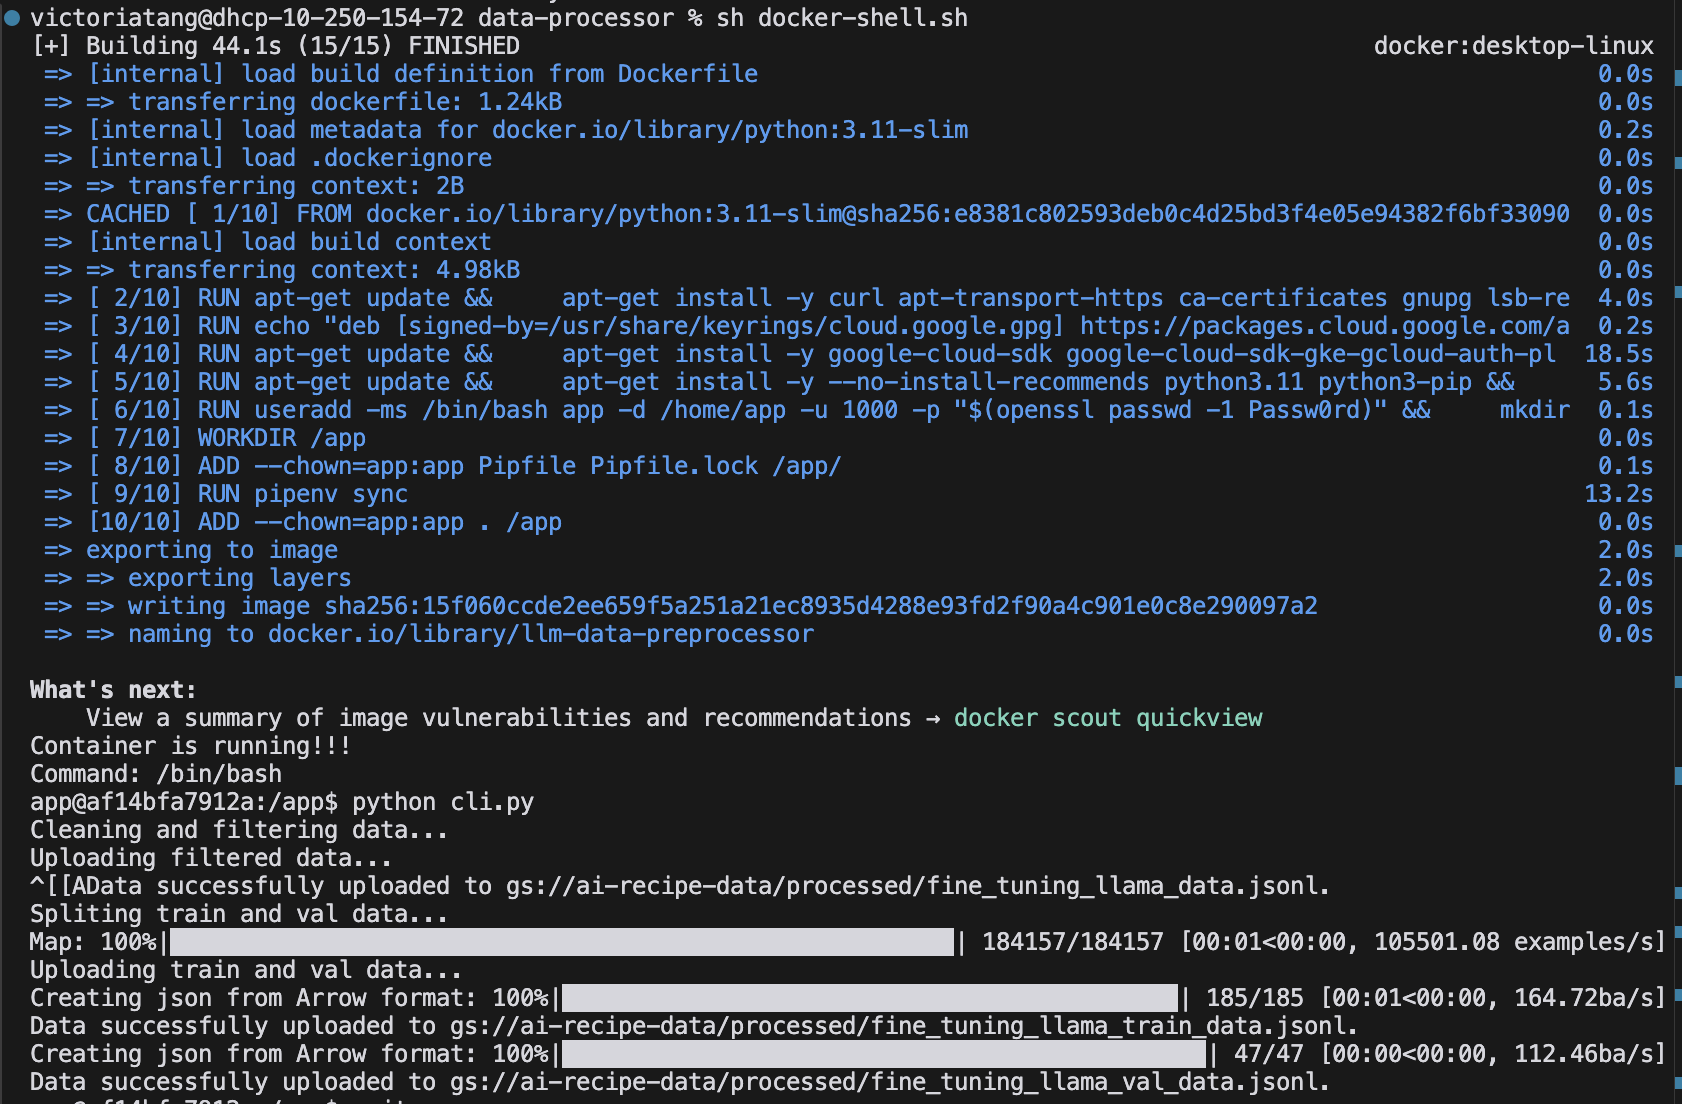 victoriatang@dhcp-10-250-154-72 data-processor % sh docker-shell.sh
[+] Building 44.1s (15/15) FINISHED docker:desktop-linux
=> [internal] load build definition from Dockerfile 0.0s
=> => transferring dockerfile: 1.24kB 0.0s
=> [internal] load metadata for docker.io/library/python:3.11-slim 0.2s
=> [internal] load .dockerignore 0.0s
=> => transferring context: 2B 0.0s
=> CACHED [ 1/10] FROM docker.io/library/python:3.11-slim@sha256:e8381c802593deb0c4d25bd3f4e05e94382f6bf33090 0.0s
=> [internal] load build context 0.0s
=> => transferring context: 4.98kB 0.0s
=> [ 2/10] RUN apt-get update &&     apt-get install -y curl apt-transport-https ca-certificates gnupg lsb-re 4.0s
=> [ 3/10] RUN echo "deb [signed-by=/usr/share/keyrings/cloud.google.gpg] https://packages.cloud.google.com/a 0.2s
=> [ 4/10] RUN apt-get update &&     apt-get install -y google-cloud-sdk google-cloud-sdk-gke-gcloud-auth-pl 18.5s
=> [ 5/10] RUN apt-get update &&     apt-get install -y --no-install-recommends python3.11 python3-pip && 5.6s
=> [ 6/10] RUN useradd -ms /bin/bash app -d /home/app -u 1000 -p "$(openssl passwd -1 Passw0rd)" &&     mkdir 0.1s
=> [ 7/10] WORKDIR /app 0.0s
=> [ 8/10] ADD --chown=app:app Pipfile Pipfile.lock /app/ 0.1s
=> [ 9/10] RUN pipenv sync 13.2s
=> [10/10] ADD --chown=app:app . /app 0.0s
=> exporting to image 2.0s
=> => exporting layers 2.0s
=> => writing image sha256:15f060ccde2ee659f5a251a21ec8935d4288e93fd2f90a4c901e0c8e290097a2 0.0s
=> => naming to docker.io/library/llm-data-preprocessor 0.0s
What's next:
View a summary of image vulnerabilities and recommendations → docker scout quickview
Container is running!!!
Command: /bin/bash
app@af14bfa7912a:/app$ python cli.py
Cleaning and filtering data...
Uploading filtered data...
^[[AData successfully uploaded to gs://ai-recipe-data/processed/fine_tuning_llama_data.jsonl.
Spliting train and val data...
Map: 100%| | 184157/184157 [00:01<00:00, 105501.08 examples/s]
Uploading train and val data...
Creating json from Arrow format: 100%| | 185/185 [00:01<00:00, 164.72ba/s]
Data successfully uploaded to gs://ai-recipe-data/processed/fine_tuning_llama_train_data.jsonl.
Creating json from Arrow format: 100%| | 47/47 [00:00<00:00, 112.46ba/s]
Data successfully uploaded to gs://ai-recipe-data/processed/fine_tuning_llama_val_data.jsonl.